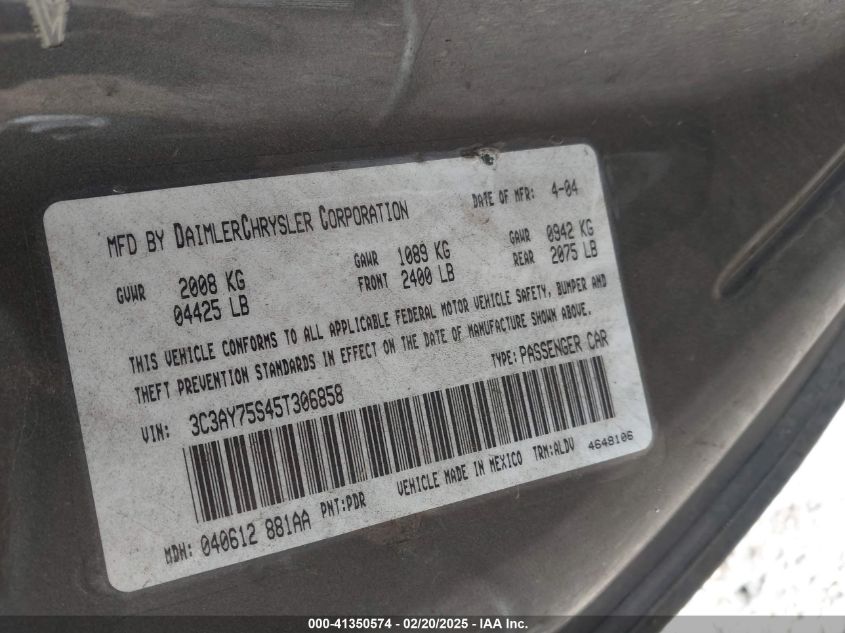 MFD BY DAIMLERCHRYSLER CORPORATION DATE OF MFR: 4-04
GVWR 2008 KG GAWR 1089 KG GAWR 0942 KG
04425 LB FRONT 2400 LB REAR 2075 LB
THIS VEHICLE CONFORMS TO ALL APPLICABLE FEDERAL MOTOR VEHICLE SAFETY, BUMPER AND
THEFT PREVENTION STANDARDS IN EFFECT ON THE DATE OF MANUFACTURE SHOWN ABOVE.
VIN: 3C3AY75S45T306858 TYPE: PASSENGER CAR
MDH: 040612 881AA PNT: PDR VEHICLE MADE IN MEXICO TRM: ALDV 4648106
000-41350574 / 02/20/2025 - IAA Inc.